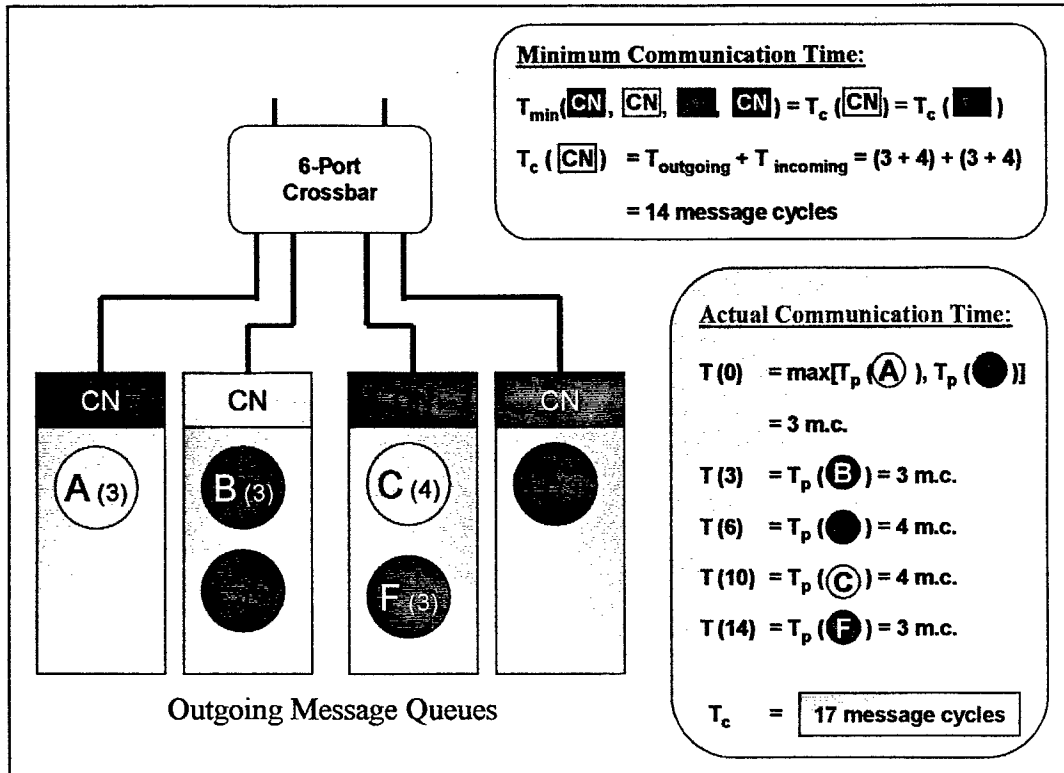 Minimum Communication Time:
Tmin(CN, CN, , CN) = Tc (CN) = Tc ( )
Tc (CN) = Toutgoing + T incoming = (3 + 4) + (3 + 4)
= 14 message cycles
6-Port
Crossbar
Actual Communication Time:
T (0) = max[Tp (A), Tp ( )]
= 3 m.c.
T (3) = Tp (B) = 3 m.c.
T (6) = Tp ( ) = 4 m.c.
T (10) = Tp (C) = 4 m.c.
T (14) = Tp (F) = 3 m.c.
Tc = 17 message cycles
CN
CN
CN
A (3)
B (3)
C (4)
F (3)
Outgoing Message Queues